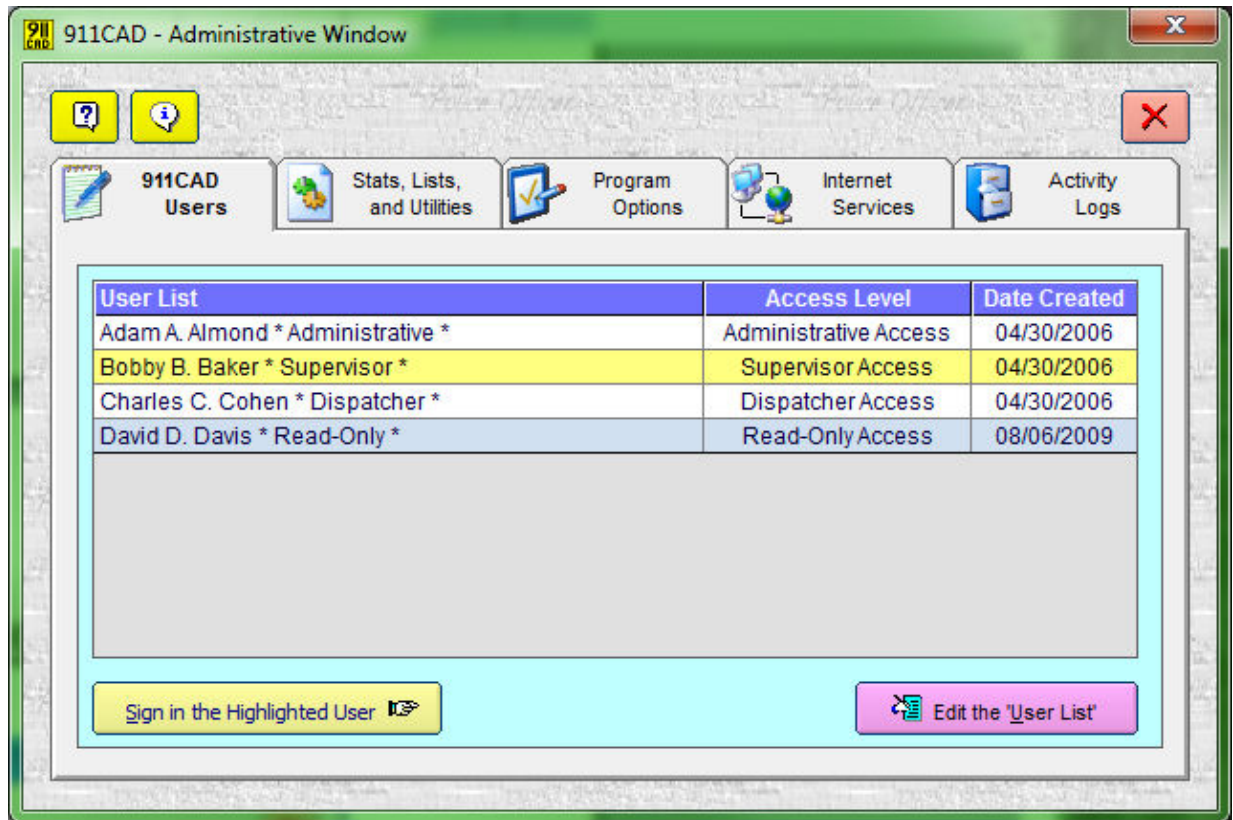 911 CAD 911CAD - Administrative Window
911CAD Users
Stats, Lists, and Utilities
Program Options
Internet Services
Activity Logs
User List Access Level Date Created
Adam A. Almond * Administrative * Administrative Access 04/30/2006
Bobby B. Baker * Supervisor * Supervisor Access 04/30/2006
Charles C. Cohen * Dispatcher * Dispatcher Access 04/30/2006
David D. Davis * Read-Only * Read-Only Access 08/06/2009
Sign in the Highlighted User
Edit the 'User List'